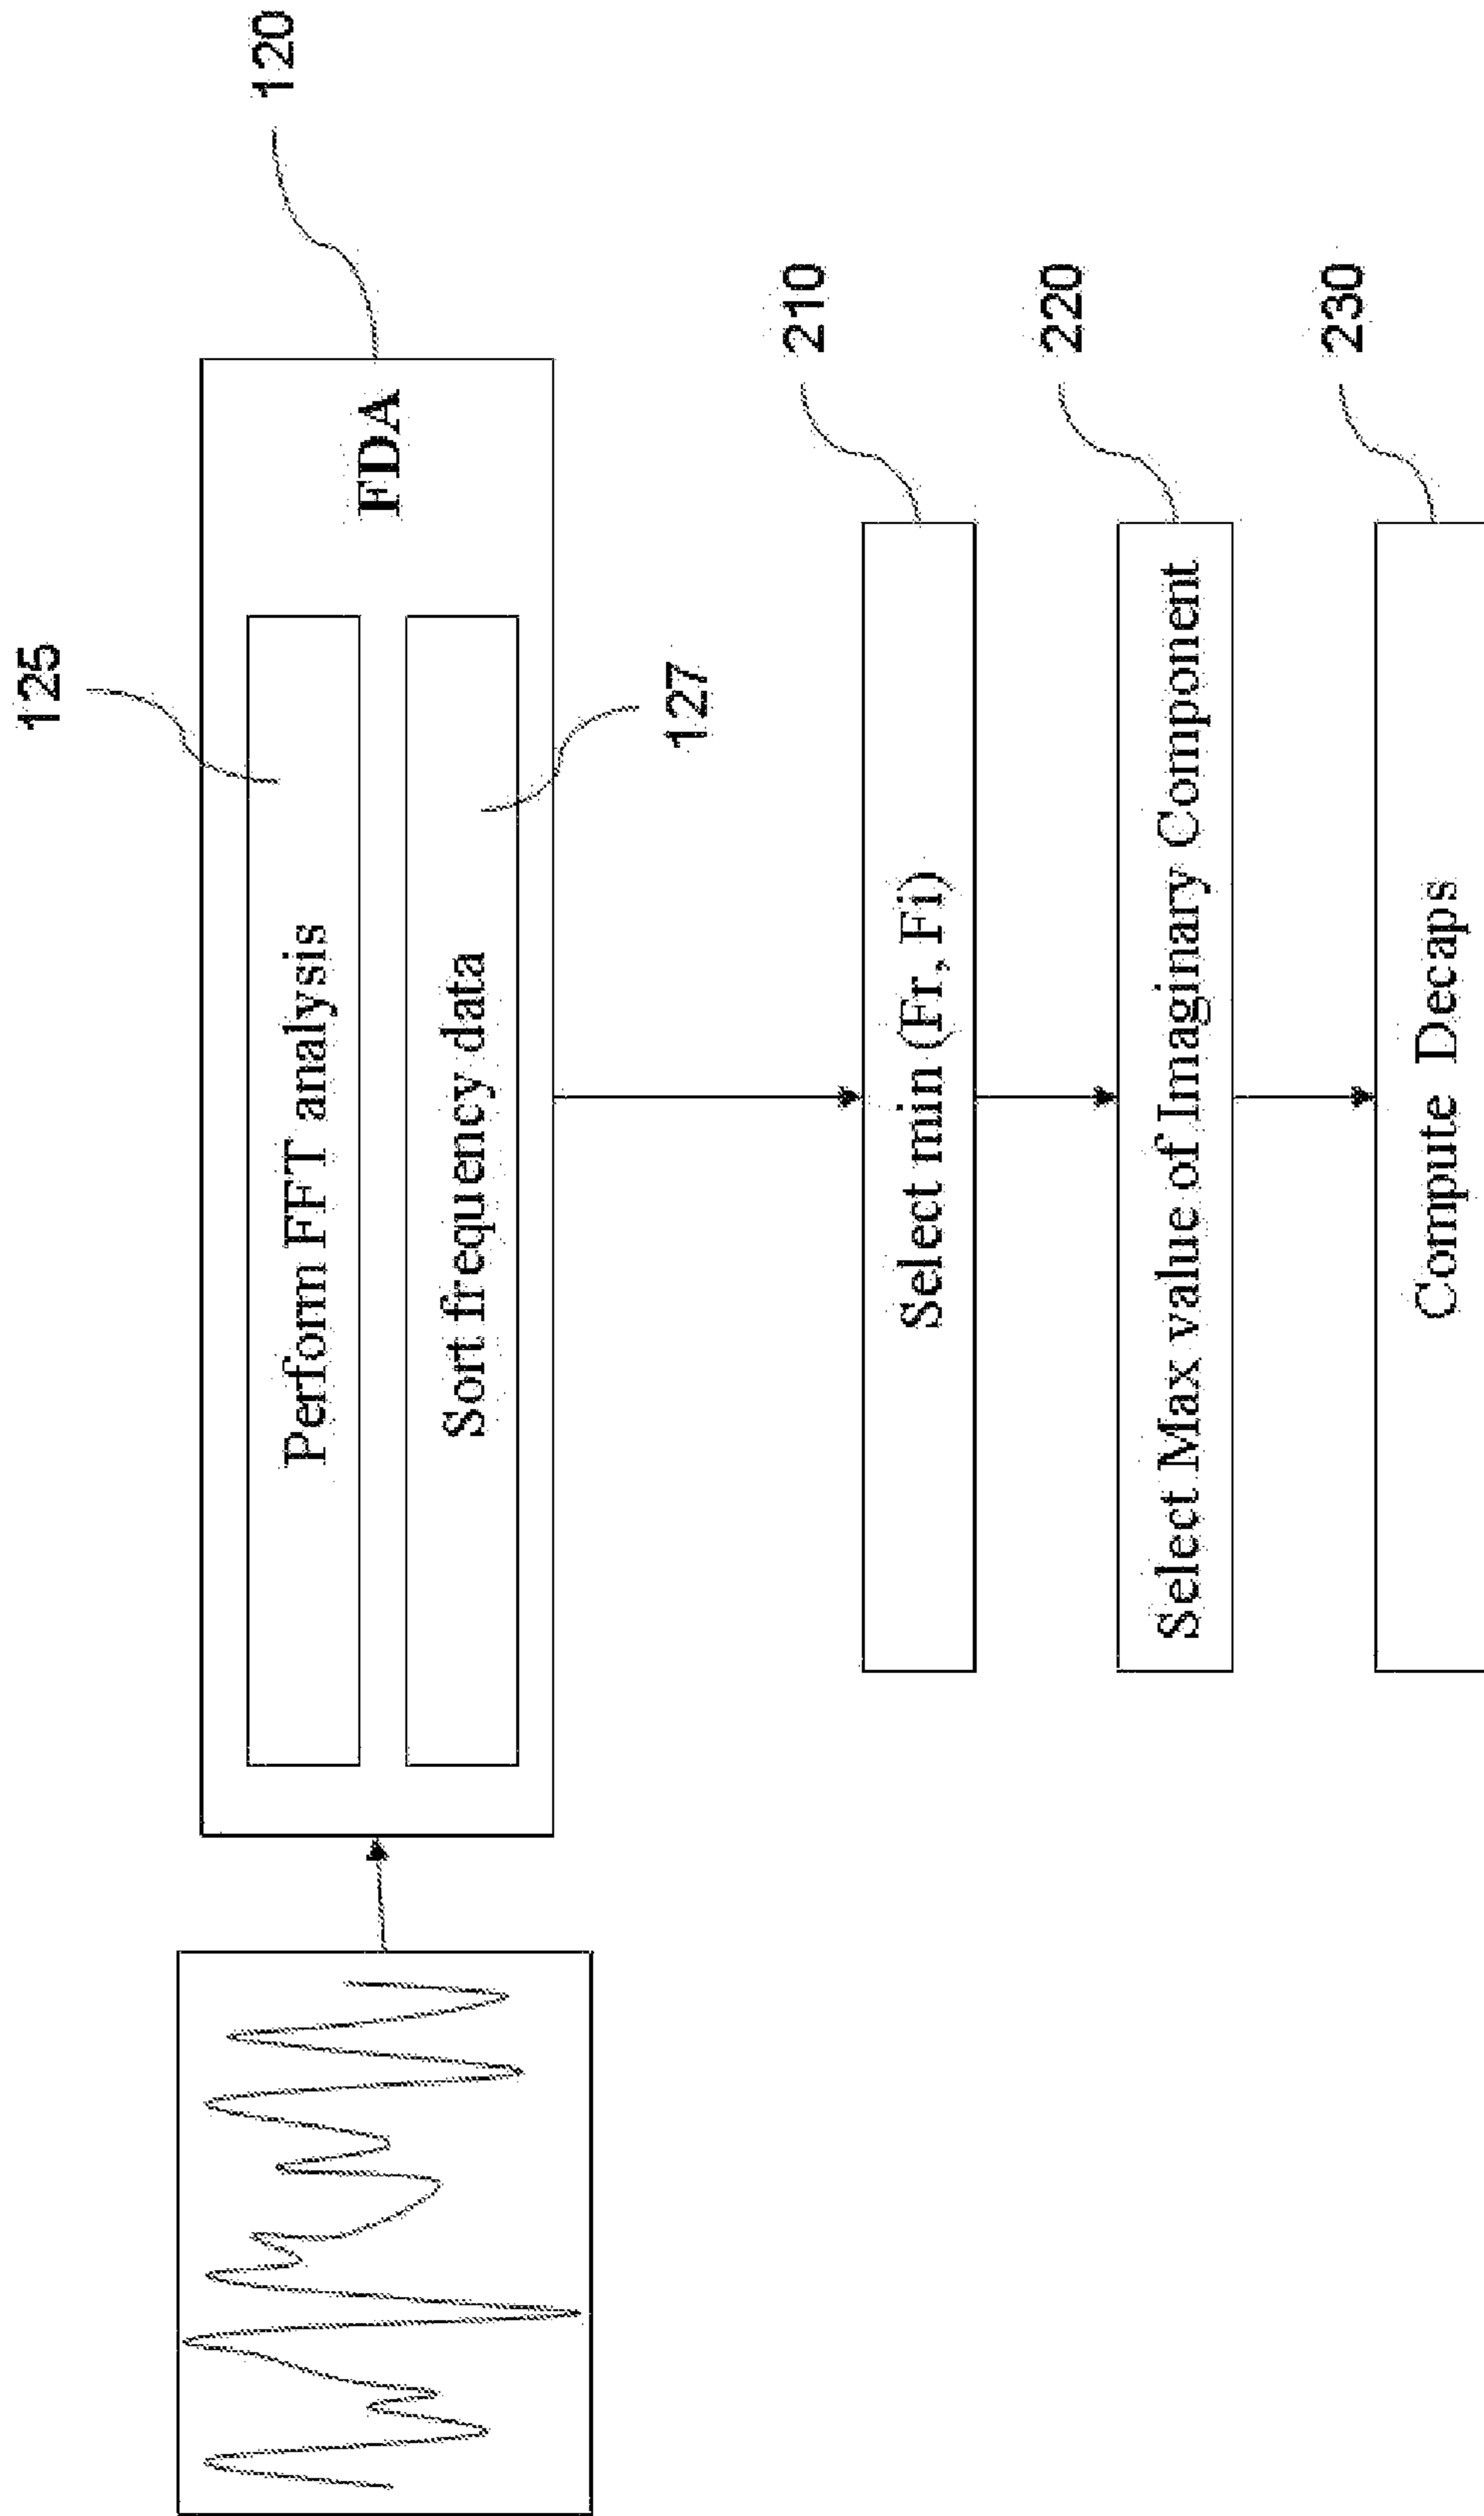 120
125
FDA
Perform FFT analysis
Sort frequency data
127
210
Select min (Fr, Fi)
220
Select Max value of Imaginary Component
230
Compute Decaps